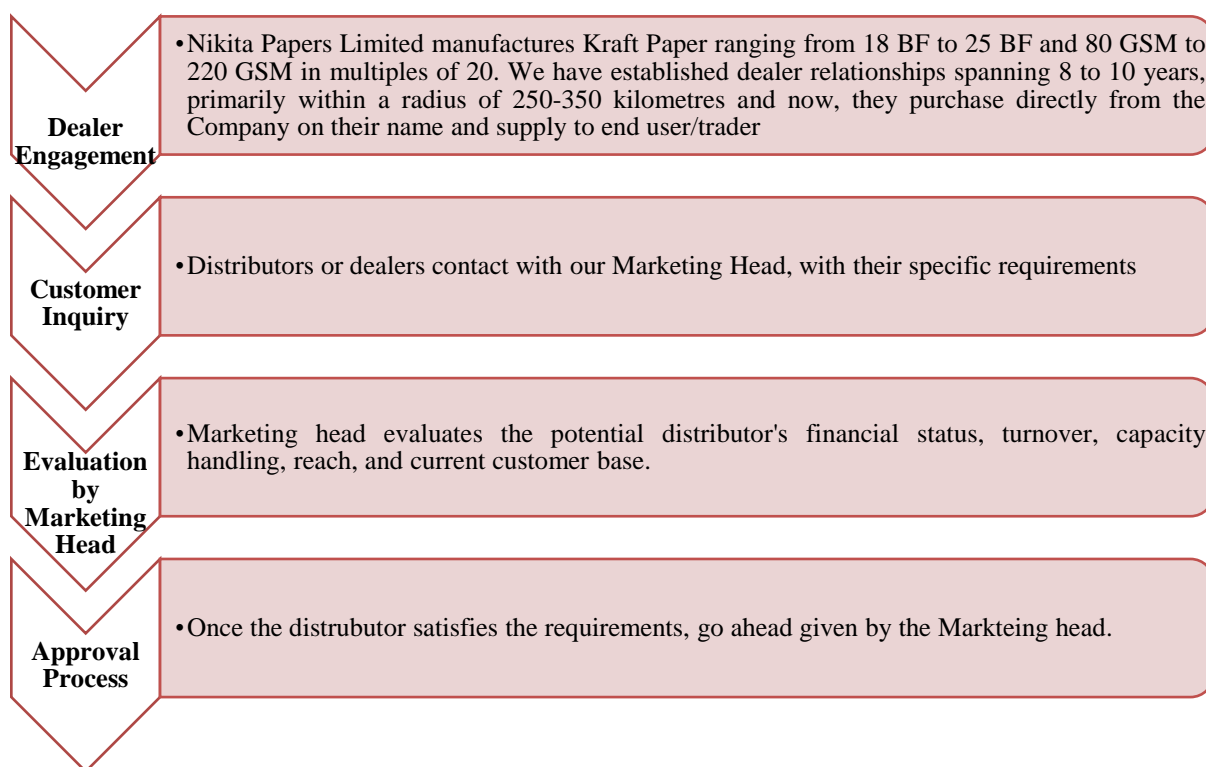 Dealer
Engagement
•Nikita Papers Limited manufactures Kraft Paper ranging from 18 BF to 25 BF and 80 GSM to
220 GSM in multiples of 20. We have established dealer relationships spanning 8 to 10 years,
primarily within a radius of 250-350 kilometres and now, they purchase directly from the
Company on their name and supply to end user/trader
Customer
Inquiry
•Distributors or dealers contact with our Marketing Head, with their specific requirements
Evaluation
by
Marketing
Head
•Marketing head evaluates the potential distributor's financial status, turnover, capacity
handling, reach, and current customer base.
Approval
Process
•Once the distrubutor satisfies the requirements, go ahead given by the Markteing head.